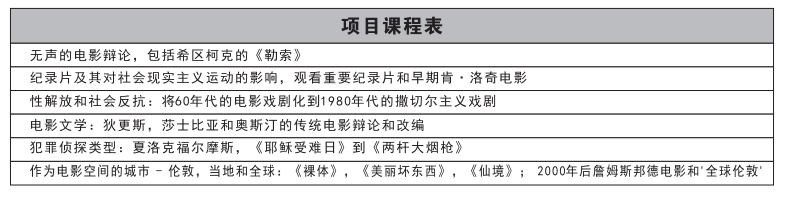 项目课程表
无声的电影辩论，包括希区柯克的《勒索》
纪录片及其对社会现实主义运动的影响，观看重要纪录片和早期肯·洛奇电影
性解放和社会反抗：将60年代的电影戏剧化到1980年代的撒切尔主义戏剧
电影文学：狄更斯，莎士比亚和奥斯汀的传统电影辩论和改编
犯罪侦探类型：夏洛克福尔摩斯，《耶稣受难日》到《两杆大烟枪》
作为电影空间的城市 - 伦敦，当地和全球：《裸体》，《美丽坏东西》，《仙境》； 2000年后詹姆斯邦德电影和'全球伦敦'